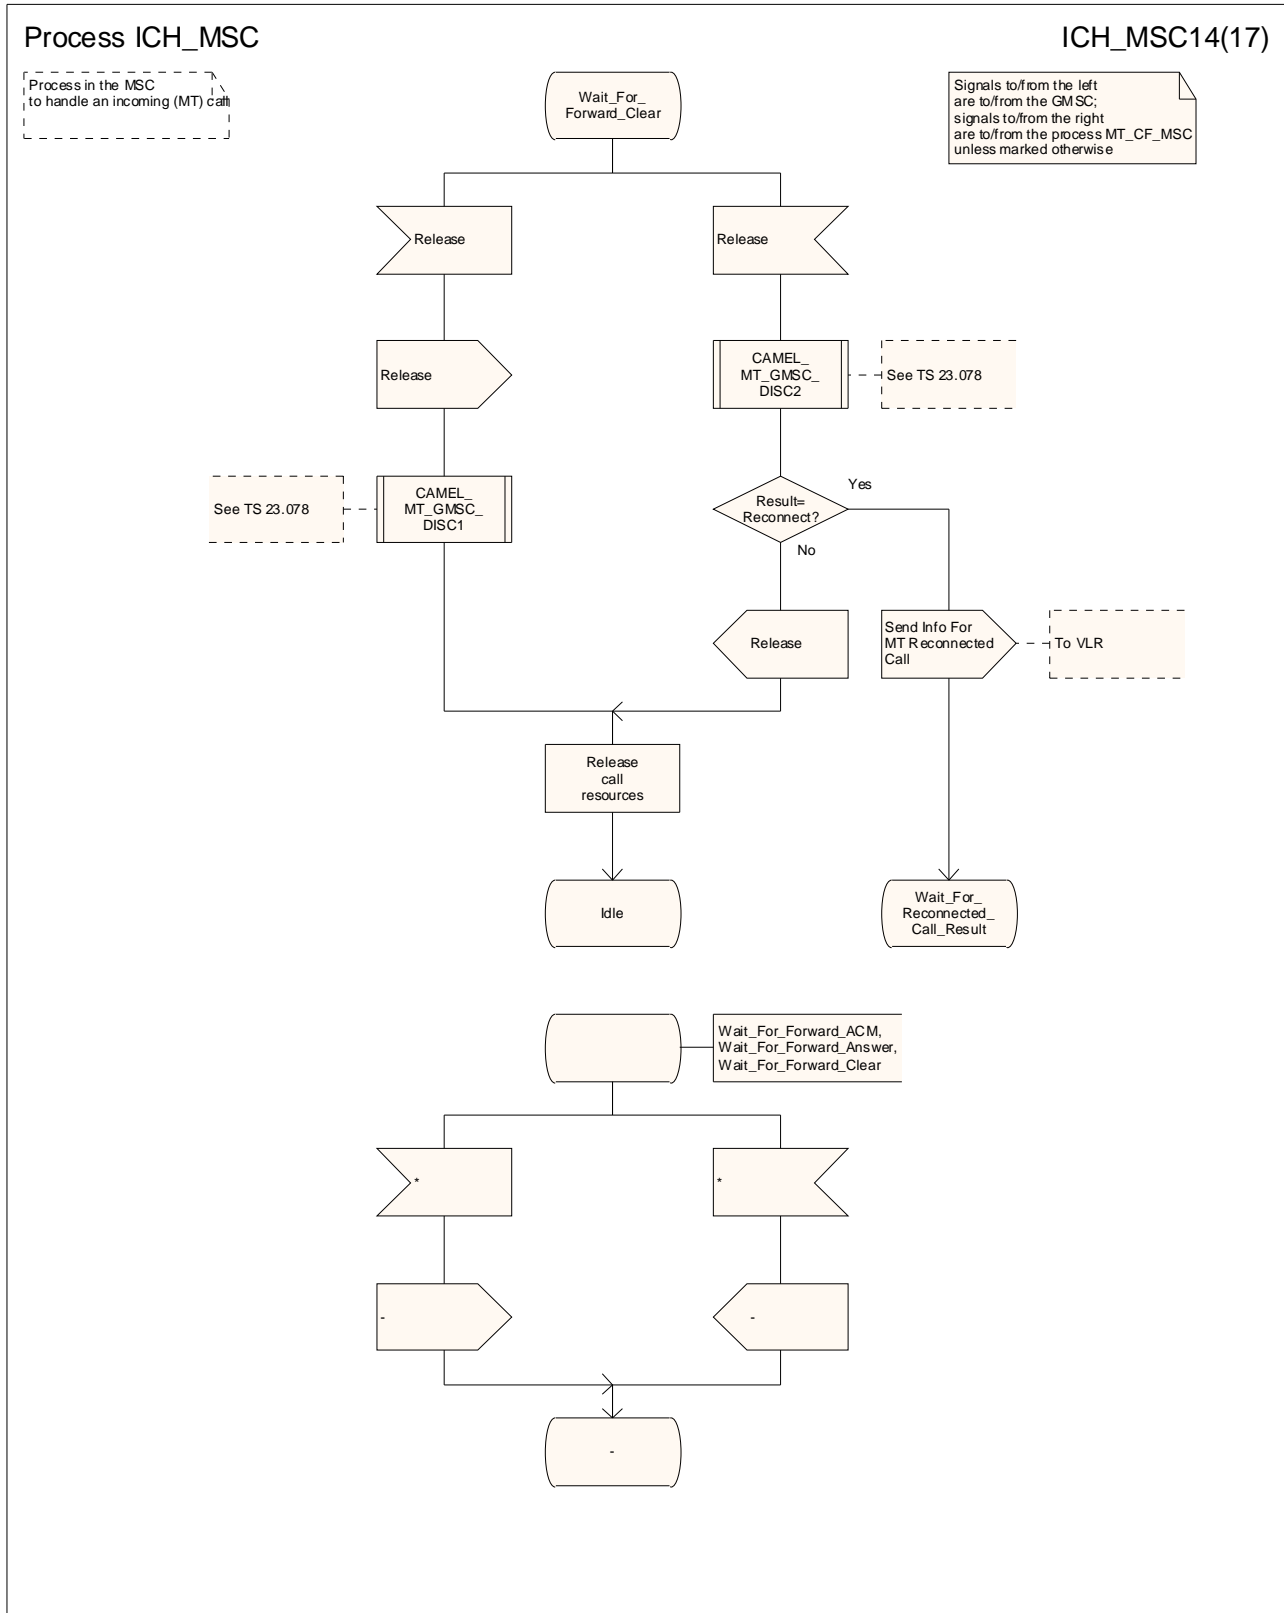 Process ICH_MSC
ICH_MSC14(17)
Process in the MSC
to handle an incoming (MT) call
Signals to/from the left
are to/from the GMSC;
signals to/from the right
are to/from the process MT_CF_MSC
unless marked otherwise
Wait_For_
Forward_Clear
Release
Release
Release
CAMEL_
MT_GMSC_
DISC2
See TS 23.078
See TS 23.078
CAMEL_
MT_GMSC_
DISC1
Result=
Reconnect?
Yes
No
Release
Send Info For
MT Reconnected
Call
To VLR
Release
call
resources
Idle
Wait_For_
Reconnected_
Call_Result
Wait_For_Forward_ACM,
Wait_For_Forward_Answer,
Wait_For_Forward_Clear
*
*
-
-
-